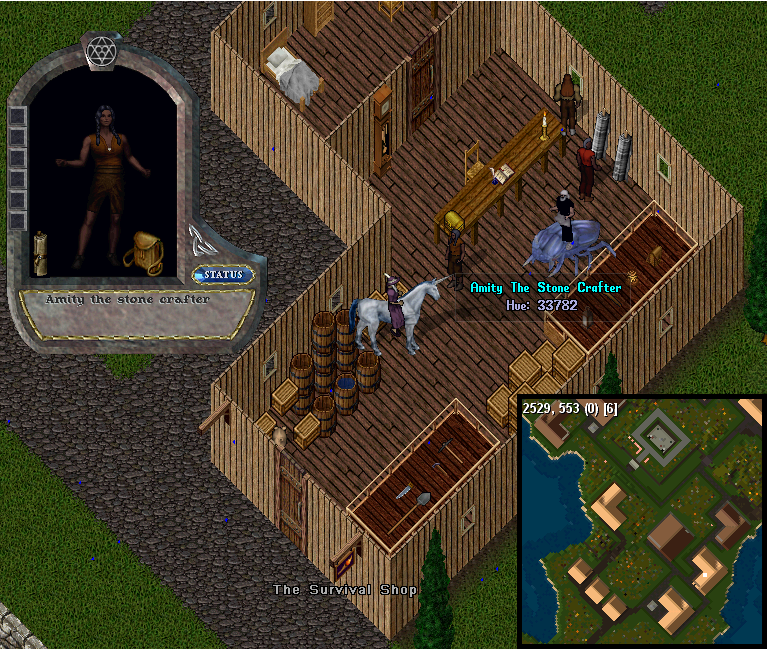 STATUS
Amity the stone crafter
Amity The Stone Crafter
Hue: 33782
2529, 553 (0) [6]
The Survival Shop